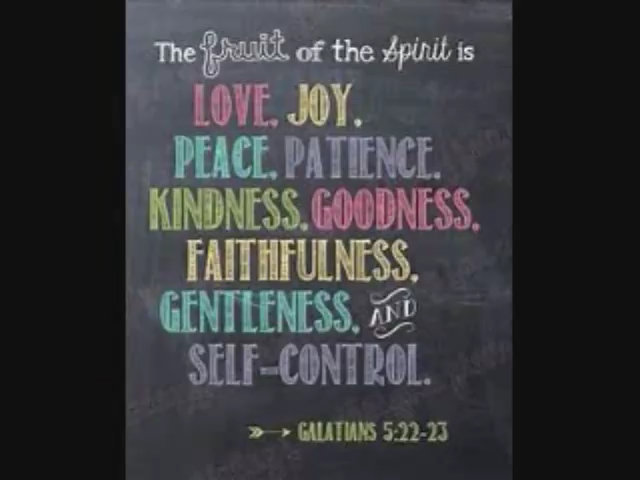 The fruit of the Spirit is
LOVE, JOY,
PEACE, PATIENCE,
KINDNESS, GOODNESS,
FAITHFULNESS,
GENTLENESS, AND
SELF-CONTROL.
GALATIANS 5:22-23